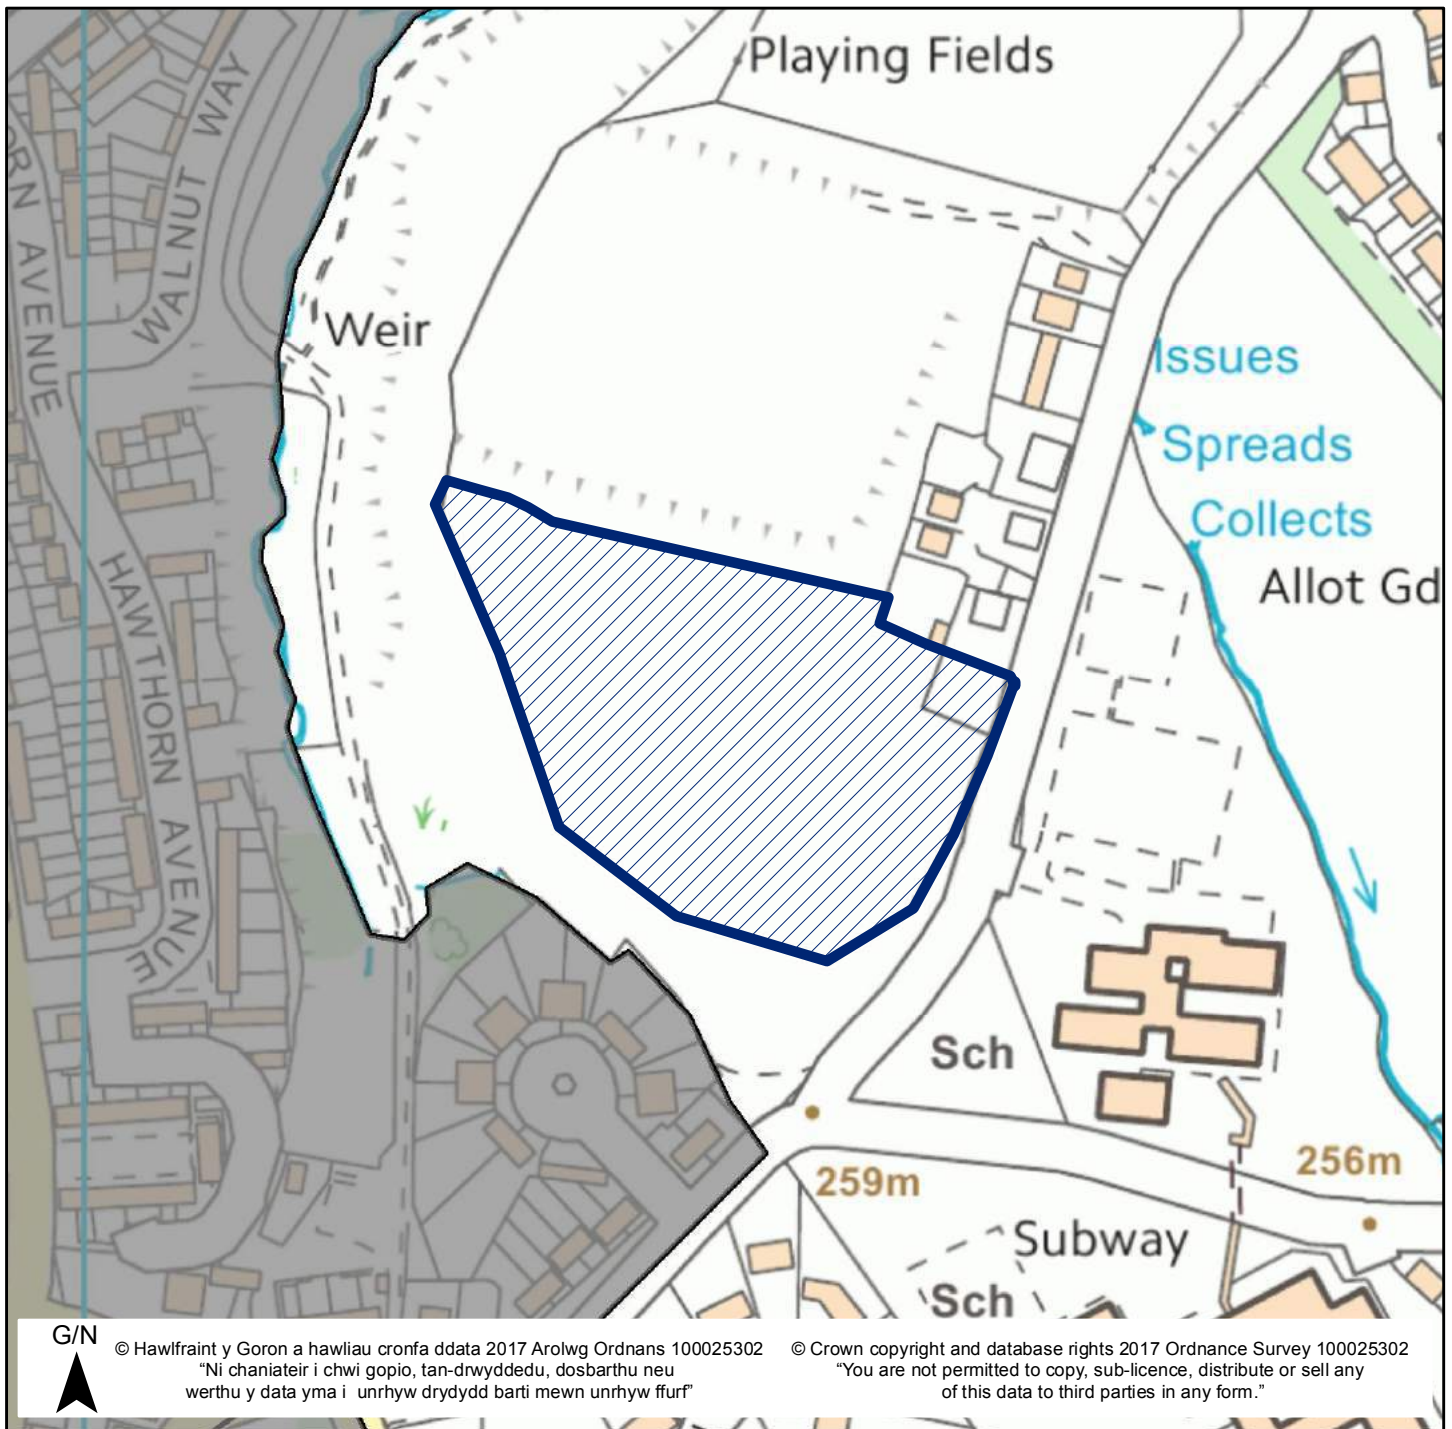 Playing Fields
WALNUT WAY
ORN AVENUE
Weir
Issues
Spreads
Collects
Allot Gd
HAWTHORN AVENUE
Sch
259m
256m
Subway
Sch
G/N
© Hawlfraint y Goron a hawliau cronfa ddata 2017 Arolwg Ordnans 100025302
“Ni chaniateir i chwi gopio, tan-drwyddedu, dosbarthu neu
werthu y data yma i unrhyw drydydd barti mewn unrhyw ffurf”
© Crown copyright and database rights 2017 Ordnance Survey 100025302
“You are not permitted to copy, sub-licence, distribute or sell any
of this data to third parties in any form.”